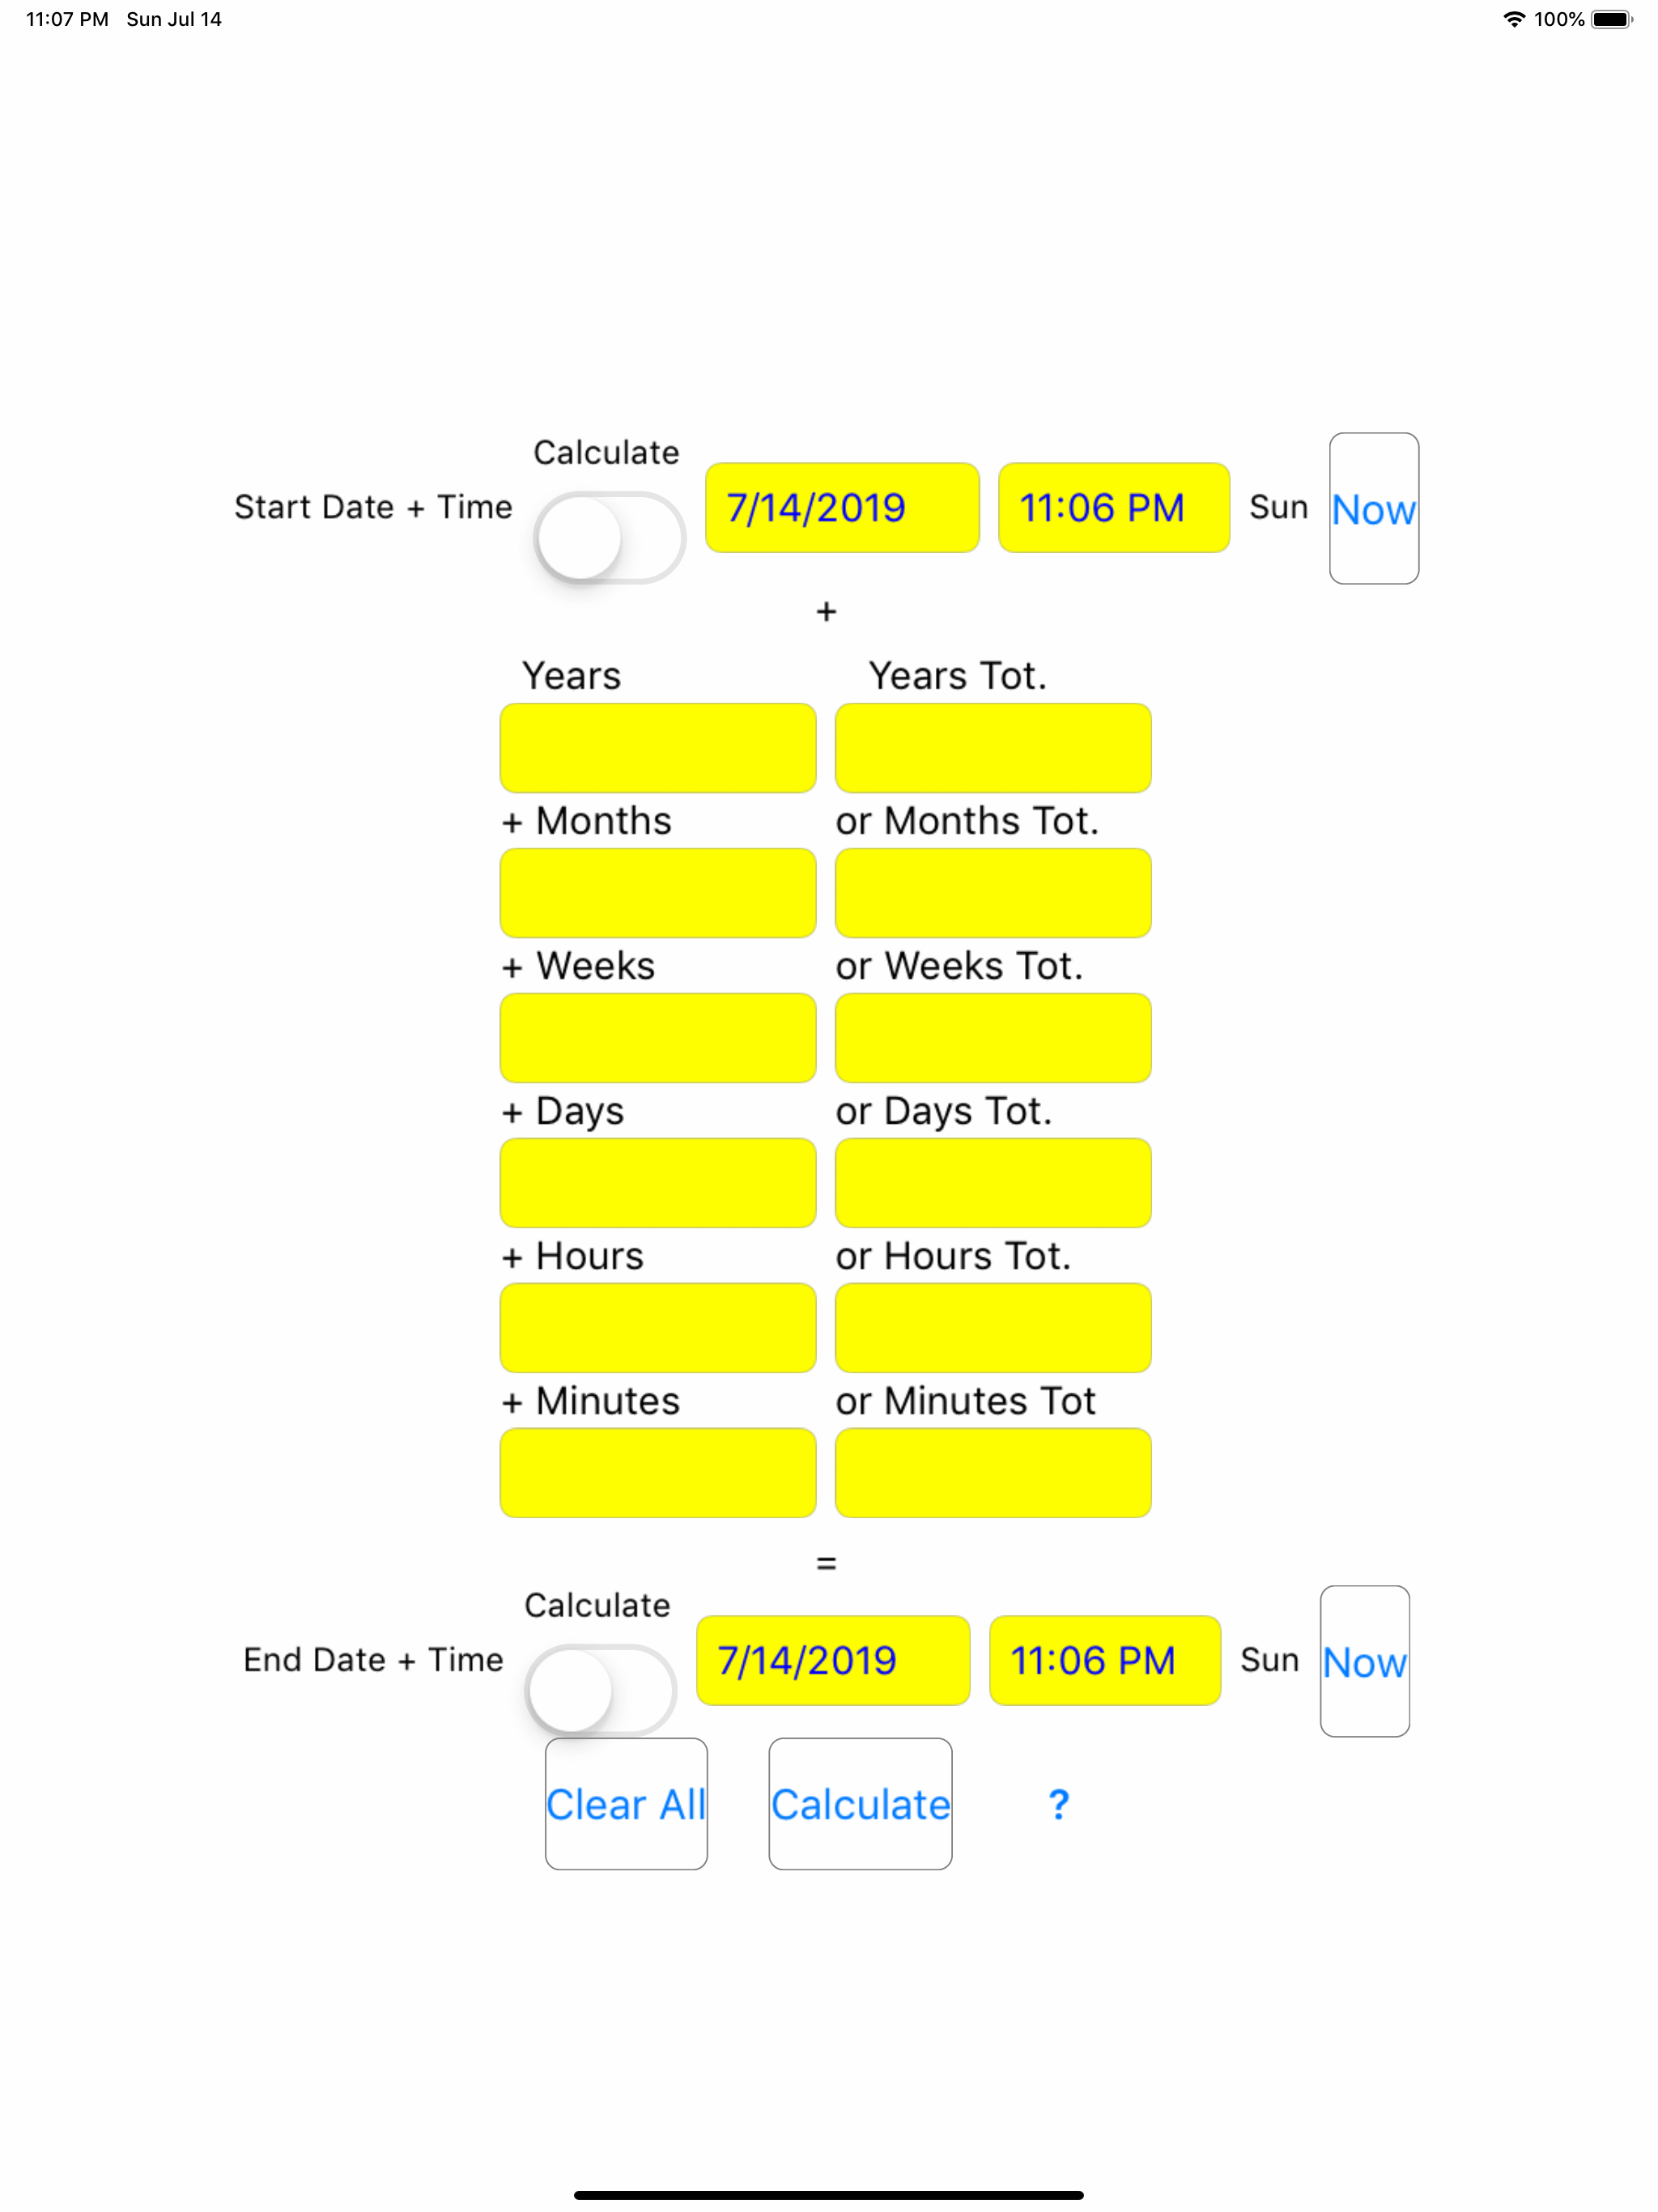 11:07 PM Sun Jul 14 100%
Calculate
Start Date + Time 7/14/2019 11:06 PM Sun Now
+
Years Years Tot.
+ Months or Months Tot.
+ Weeks or Weeks Tot.
+ Days or Days Tot.
+ Hours or Hours Tot.
+ Minutes or Minutes Tot
=
Calculate
End Date + Time 7/14/2019 11:06 PM Sun Now
Clear All Calculate ?